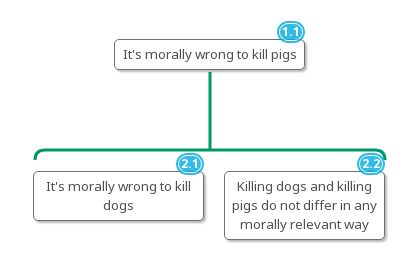 1.1
It's morally wrong to kill pigs
2.1
It's morally wrong to kill
dogs
2.2
Killing dogs and killing
pigs do not differ in any
morally relevant way